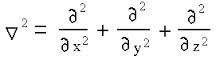 ∇² = ∂²/∂x² + ∂²/∂y² + ∂²/∂z²